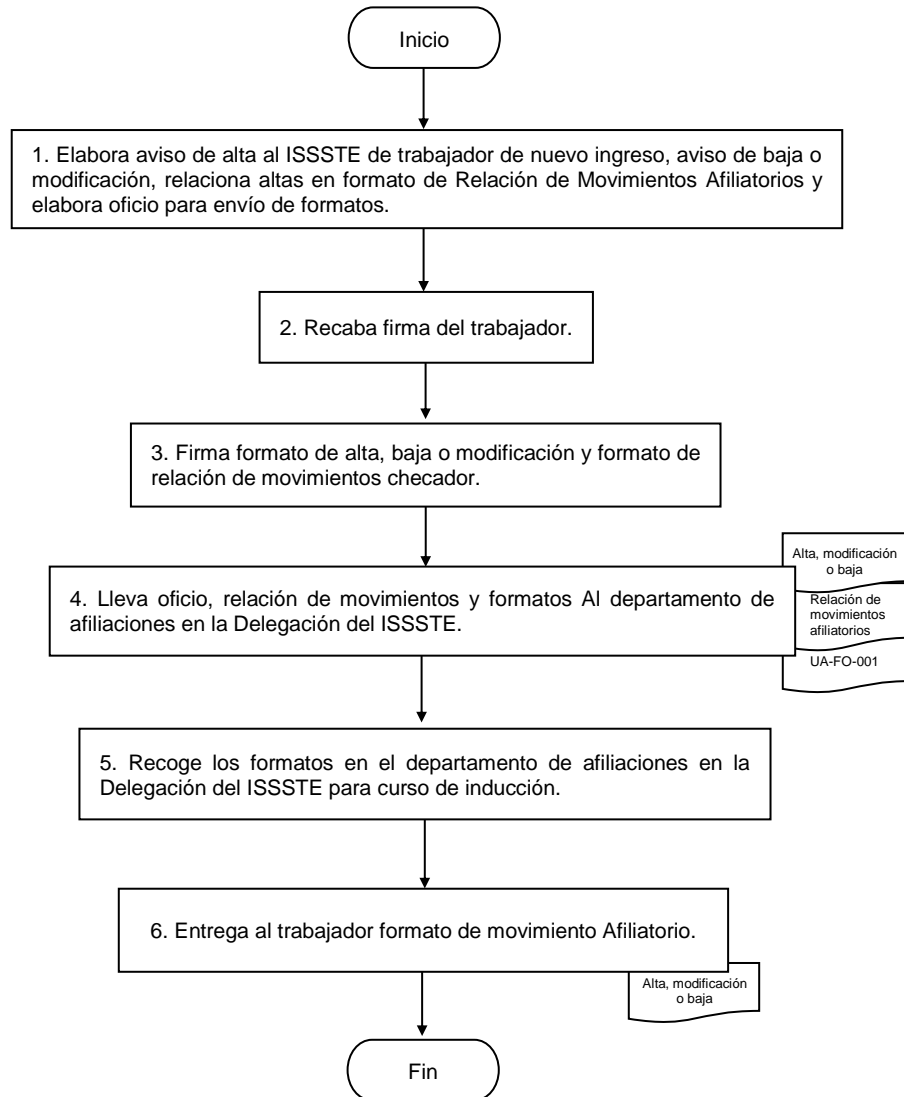 Inicio
1. Elabora aviso de alta al ISSSTE de trabajador de nuevo ingreso, aviso de baja o
modificación, relaciona altas en formato de Relación de Movimientos Afiliatorios y
elabora oficio para envío de formatos.
2. Recaba firma del trabajador.
3. Firma formato de alta, baja o modificación y formato de
relación de movimientos checador.
Alta, modificación
o baja
4. Lleva oficio, relación de movimientos y formatos Al departamento de
afiliaciones en la Delegación del ISSSTE.
Relación de
movimientos
afiliatorios
UA-FO-001
5. Recoge los formatos en el departamento de afiliaciones en la
Delegación del ISSSTE para curso de inducción.
6. Entrega al trabajador formato de movimiento Afiliatorio.
Alta, modificación
o baja
Fin